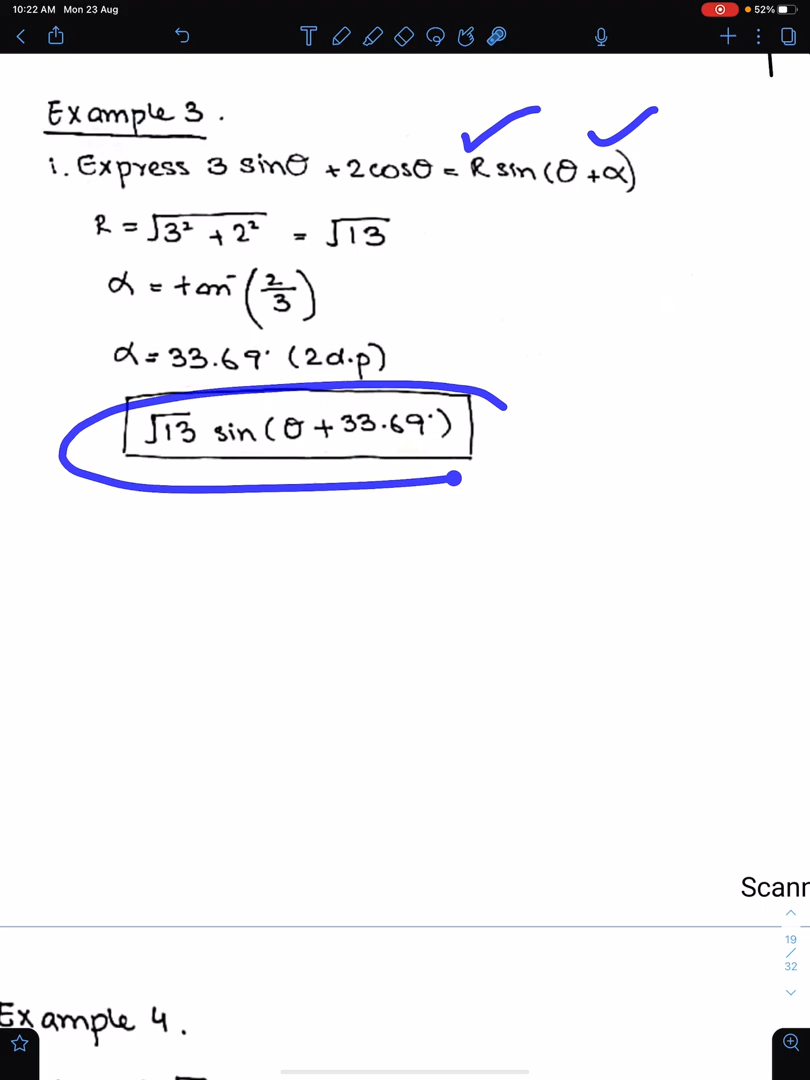 10:22 AM Mon 23 Aug
52%
T
Example 3.
i. Express 3 sinθ + 2cosθ = R sin(θ + α)
R = √3² + 2² = √13
α = tan⁻(2/3)
α = 33.69° (2d.p)
√13 sin(θ + 33.69°)
Scann
19
/
32
Example 4.